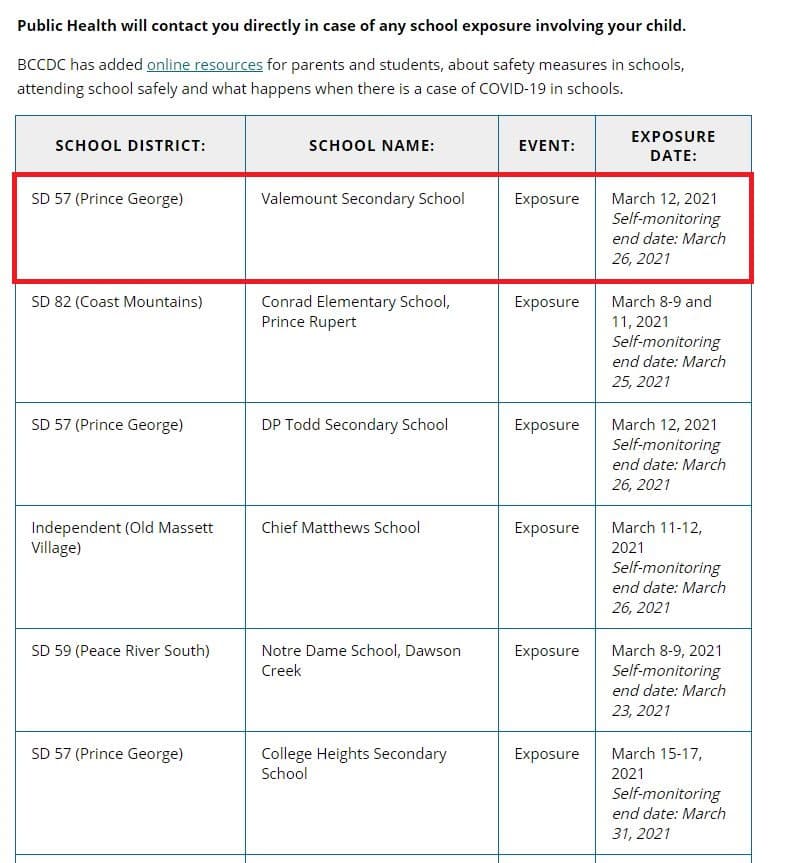 Public Health will contact you directly in case of any school exposure involving your child.
BCCDC has added online resources for parents and students, about safety measures in schools,
attending school safely and what happens when there is a case of COVID-19 in schools.
SCHOOL DISTRICT:
SCHOOL NAME:
EVENT:
EXPOSURE
DATE:
SD 57 (Prince George)
Valemount Secondary School
Exposure
March 12, 2021
Self-monitoring
end date: March
26, 2021
SD 82 (Coast Mountains)
Conrad Elementary School,
Prince Rupert
Exposure
March 8-9 and
11, 2021
Self-monitoring
end date: March
25, 2021
SD 57 (Prince George)
DP Todd Secondary School
Exposure
March 12, 2021
Self-monitoring
end date: March
26, 2021
Independent (Old Massett
Village)
Chief Matthews School
Exposure
March 11-12,
2021
Self-monitoring
end date: March
26, 2021
SD 59 (Peace River South)
Notre Dame School, Dawson
Creek
Exposure
March 8-9, 2021
Self-monitoring
end date: March
23, 2021
SD 57 (Prince George)
College Heights Secondary
School
Exposure
March 15-17,
2021
Self-monitoring
end date: March
31, 2021